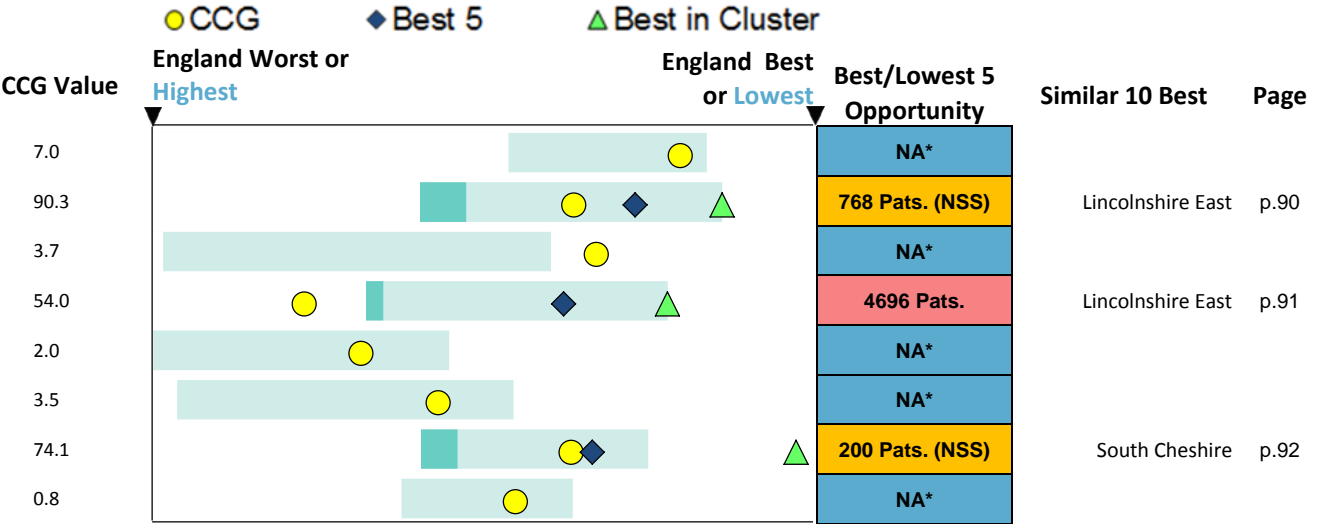 CCG Best 5 Best in Cluster
CCG Value England Worst or Highest England Best or Lowest Best/Lowest 5 Opportunity Similar 10 Best Page
7.0 NA*
90.3 768 Pats. (NSS) Lincolnshire East p.90
3.7 NA*
54.0 4696 Pats. Lincolnshire East p.91
2.0 NA*
3.5 NA*
74.1 200 Pats. (NSS) South Cheshire p.92
0.8 NA*